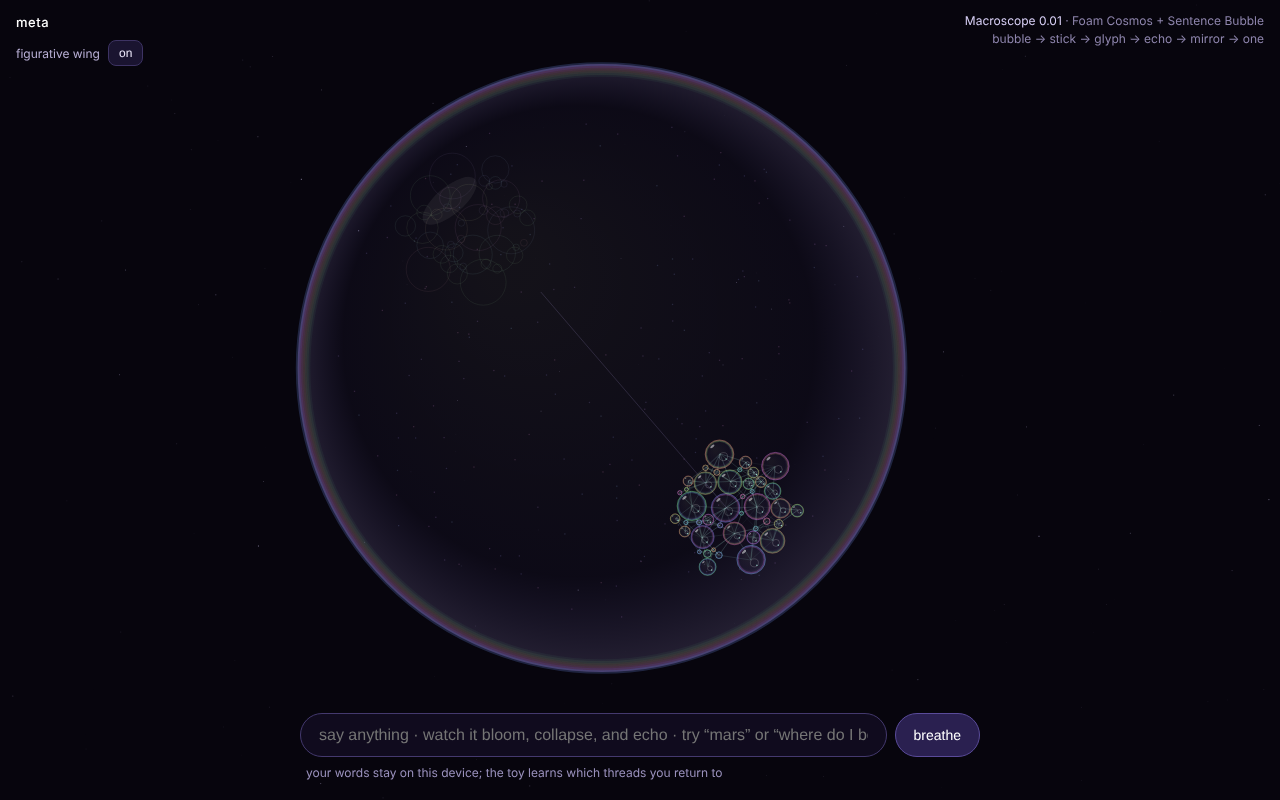 meta
figurative wing on
Macroscope 0.01 · Foam Cosmos + Sentence Bubble
bubble → stick → glyph → echo → mirror → one
say anything · watch it bloom, collapse, and echo · try “mars” or “where do I
breathe
your words stay on this device; the toy learns which threads you return to